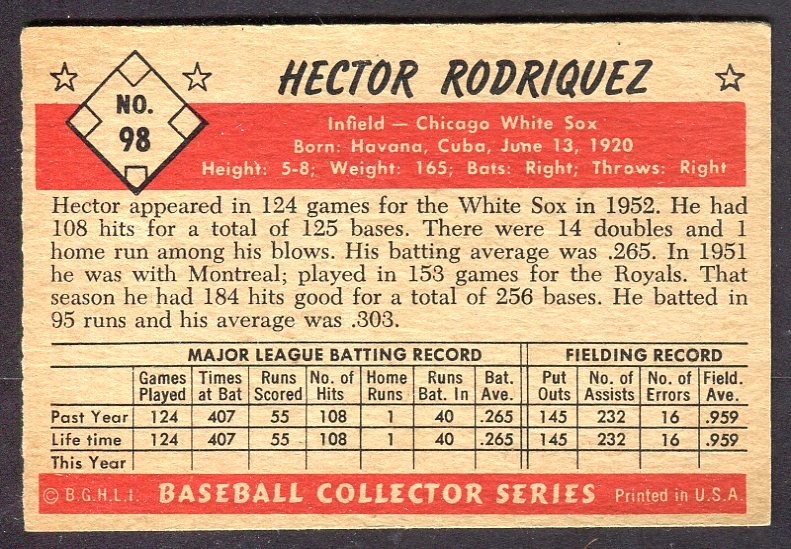 NO.
98
HECTOR RODRIQUEZ
Infield — Chicago White Sox
Born: Havana, Cuba, June 13, 1920
Height: 5-8; Weight: 165; Bats: Right; Throws: Right
Hector appeared in 124 games for the White Sox in 1952. He had
108 hits for a total of 125 bases. There were 14 doubles and 1
home run among his blows. His batting average was .265. In 1951
he was with Montreal; played in 153 games for the Royals. That
season he had 184 hits good for a total of 256 bases. He batted in
95 runs and his average was .303.
MAJOR LEAGUE BATTING RECORD FIELDING RECORD
Games Times Runs No. of Home Runs Bat. Put No. of No. of Field.
Played at Bat Scored Hits Runs Bat. In Ave. Outs Assists Errors Ave.
Past Year 124 407 55 108 1 40 .265 145 232 16 .959
Life time 124 407 55 108 1 40 .265 145 232 16 .959
This Year
© B.G.H.L.I. BASEBALL COLLECTOR SERIES Printed in U.S.A.